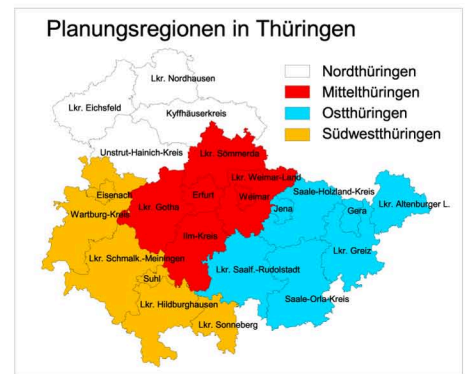 Planungsregionen in Thüringen
Nordthüringen
Mittelthüringen
Ostthüringen
Südwestthüringen
Lkr. Nordhausen
Lkr. Eichsfeld
Kyffhäuserkreis
Unstrut-Hainich-Kreis
Lkr. Sömmerda
Lkr. Weimar-Land
Eisenach
Erfurt
Weimar
Saale-Holzland-Kreis
Lkr. Altenburger L.
Wartburg-Kreis
Lkr. Gotha
Jena
Gera
Ilm-Kreis
Lkr. Greiz
Lkr. Schmalk.-Meiningen
Lkr. Saalf.-Rudolstadt
Suhl
Saale-Orla-Kreis
Lkr. Hildburghausen
Lkr. Sonneberg